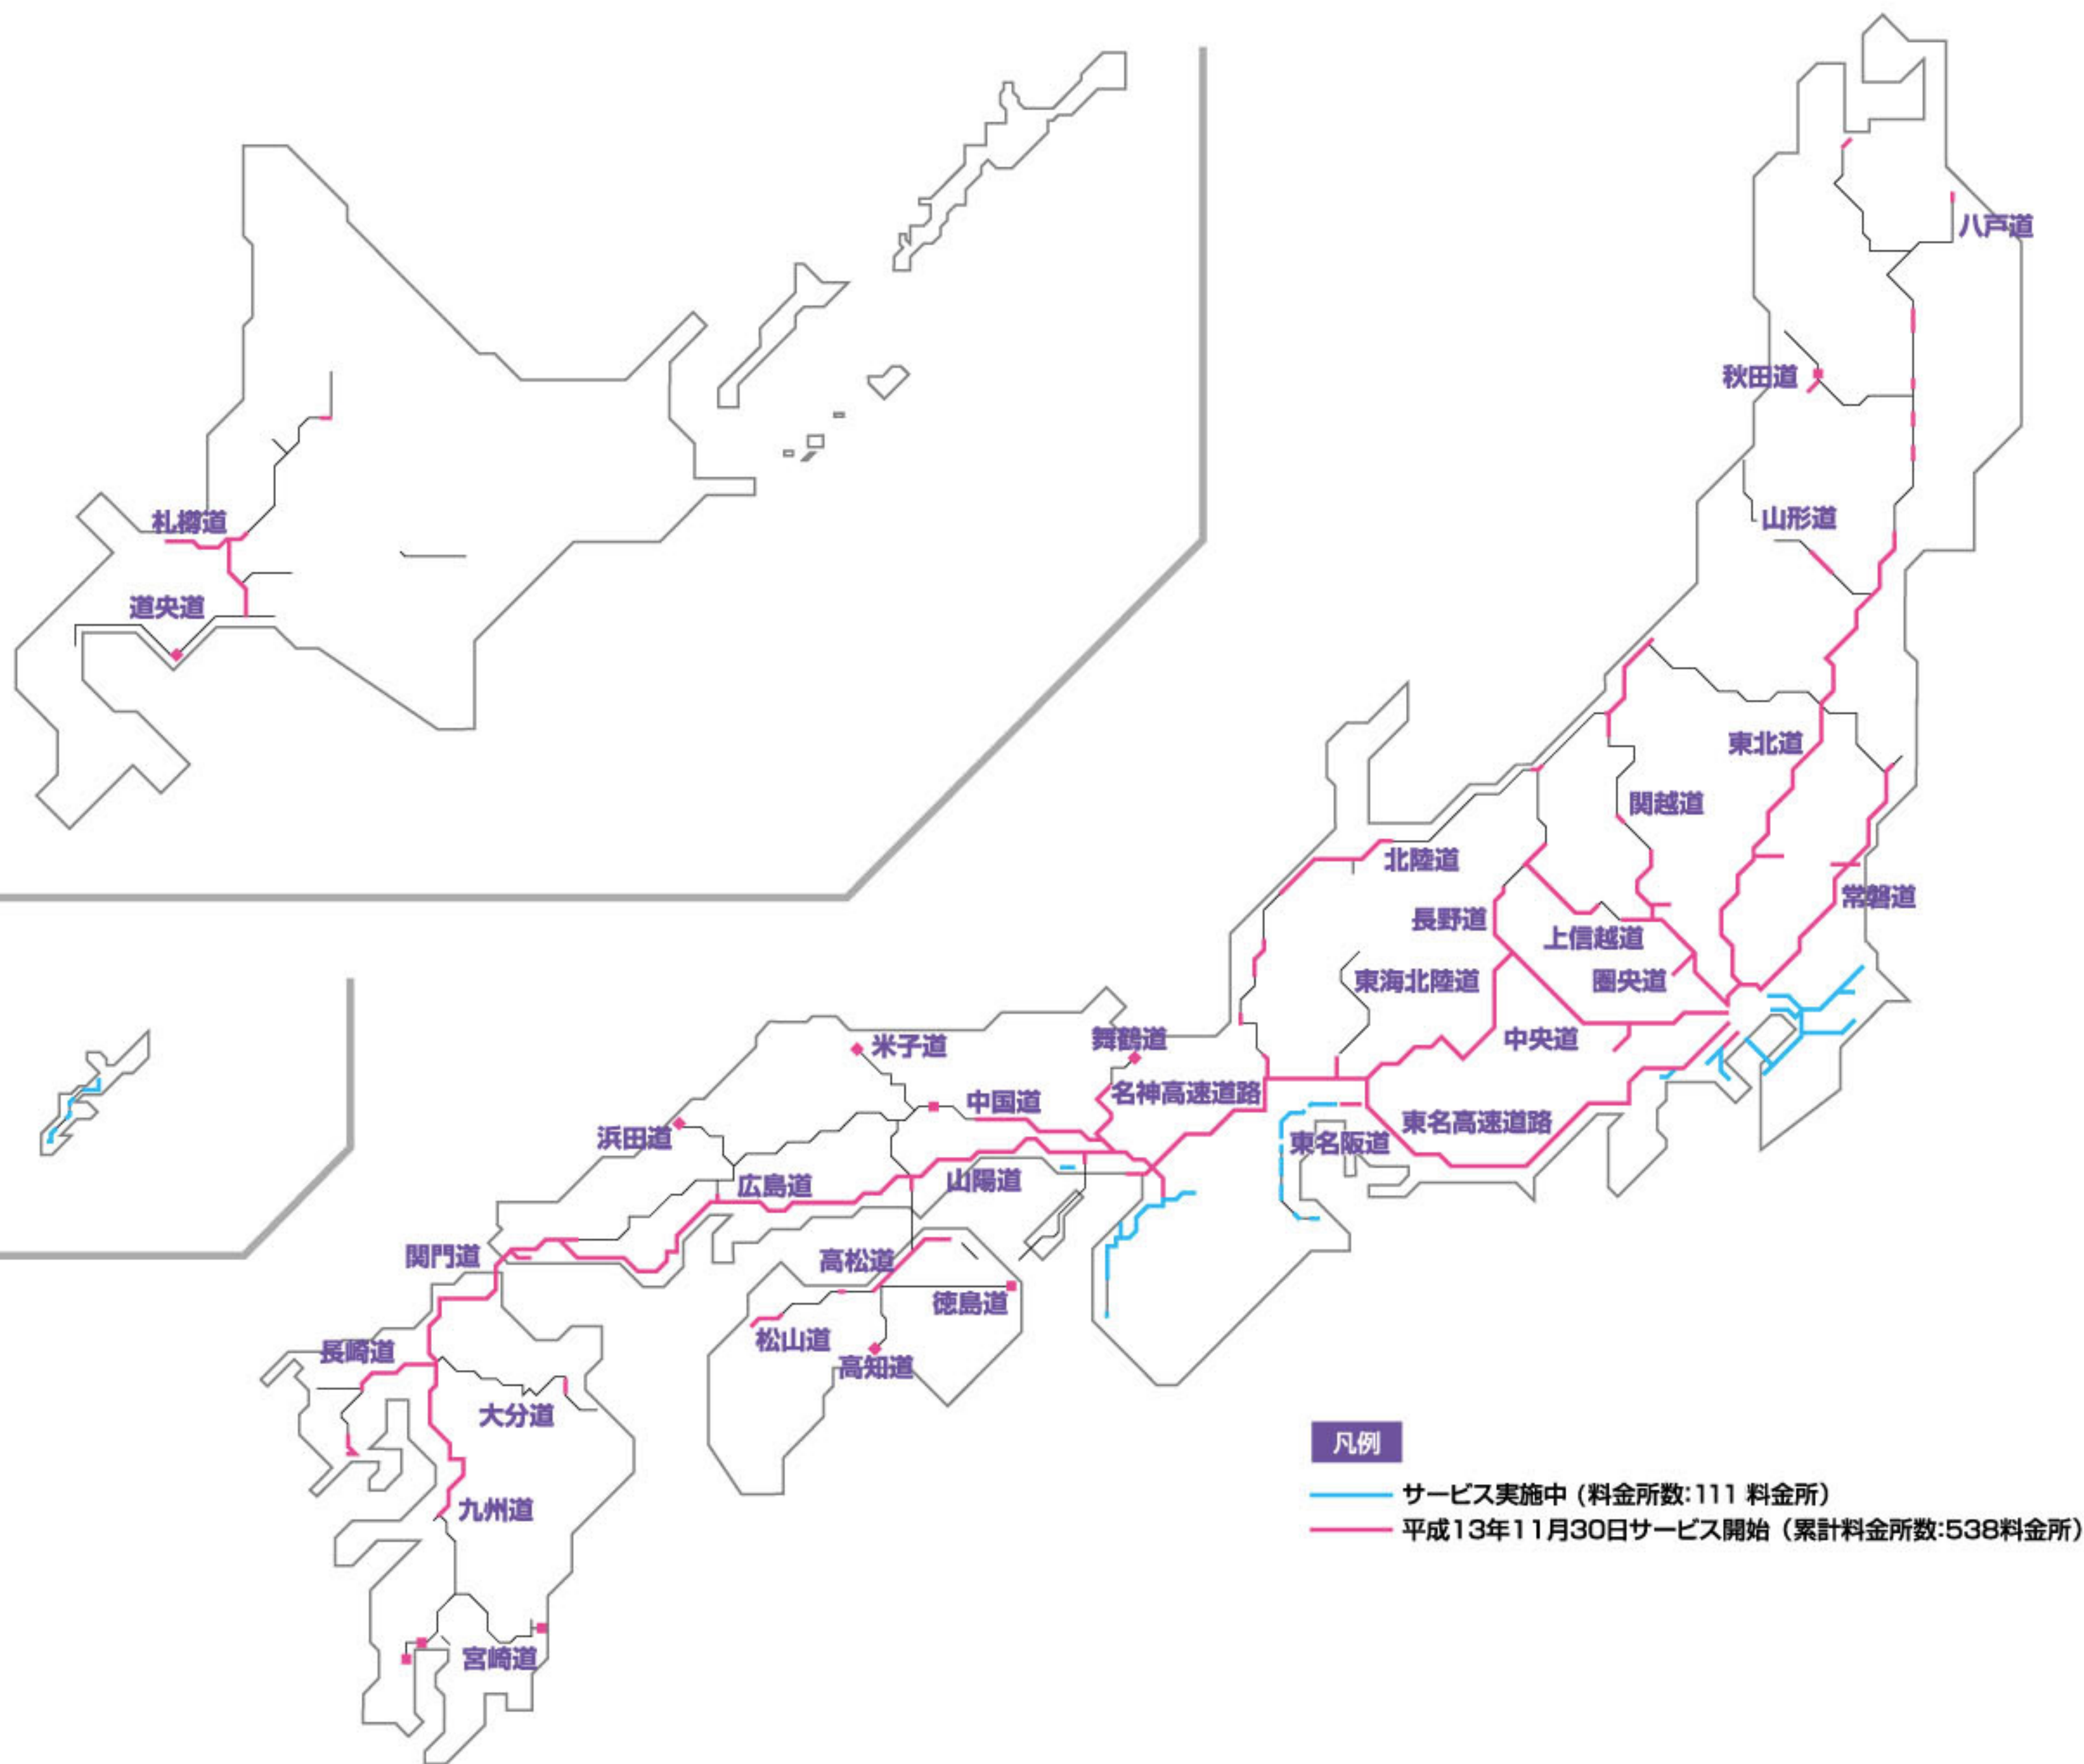 八戸道
秋田道
山形道
札樽道
道央道
東北道
関越道
北陸道
常磐道
長野道
上信越道
東海北陸道
圏央道
中央道
舞鶴道
米子道
名神高速道路
中国道
東名高速道路
浜田道
東名阪道
広島道
山陽道
関門道
高松道
徳島道
松山道
長崎道
高知道
大分道
九州道
宮崎道
凡例
サービス実施中 (料金所数:111 料金所)
平成13年11月30日サービス開始 (累計料金所数:538料金所)